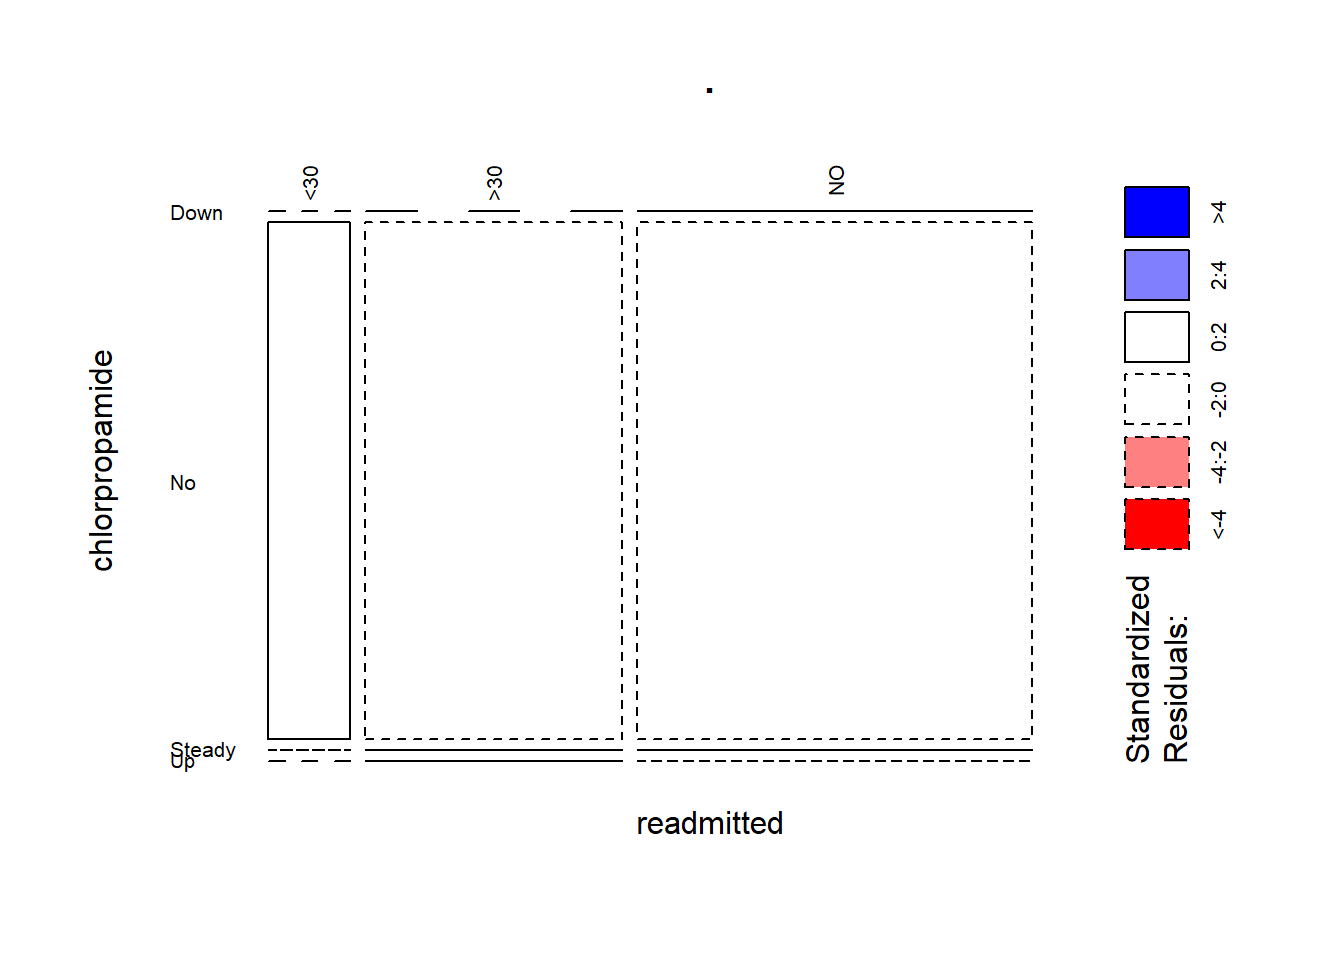 .
<30
>30
NO
Down
No
Steady
Up
chlorpropamide
readmitted
>4
2:4
0:2
-2:0
-4:-2
<-4
Standardized
Residuals: